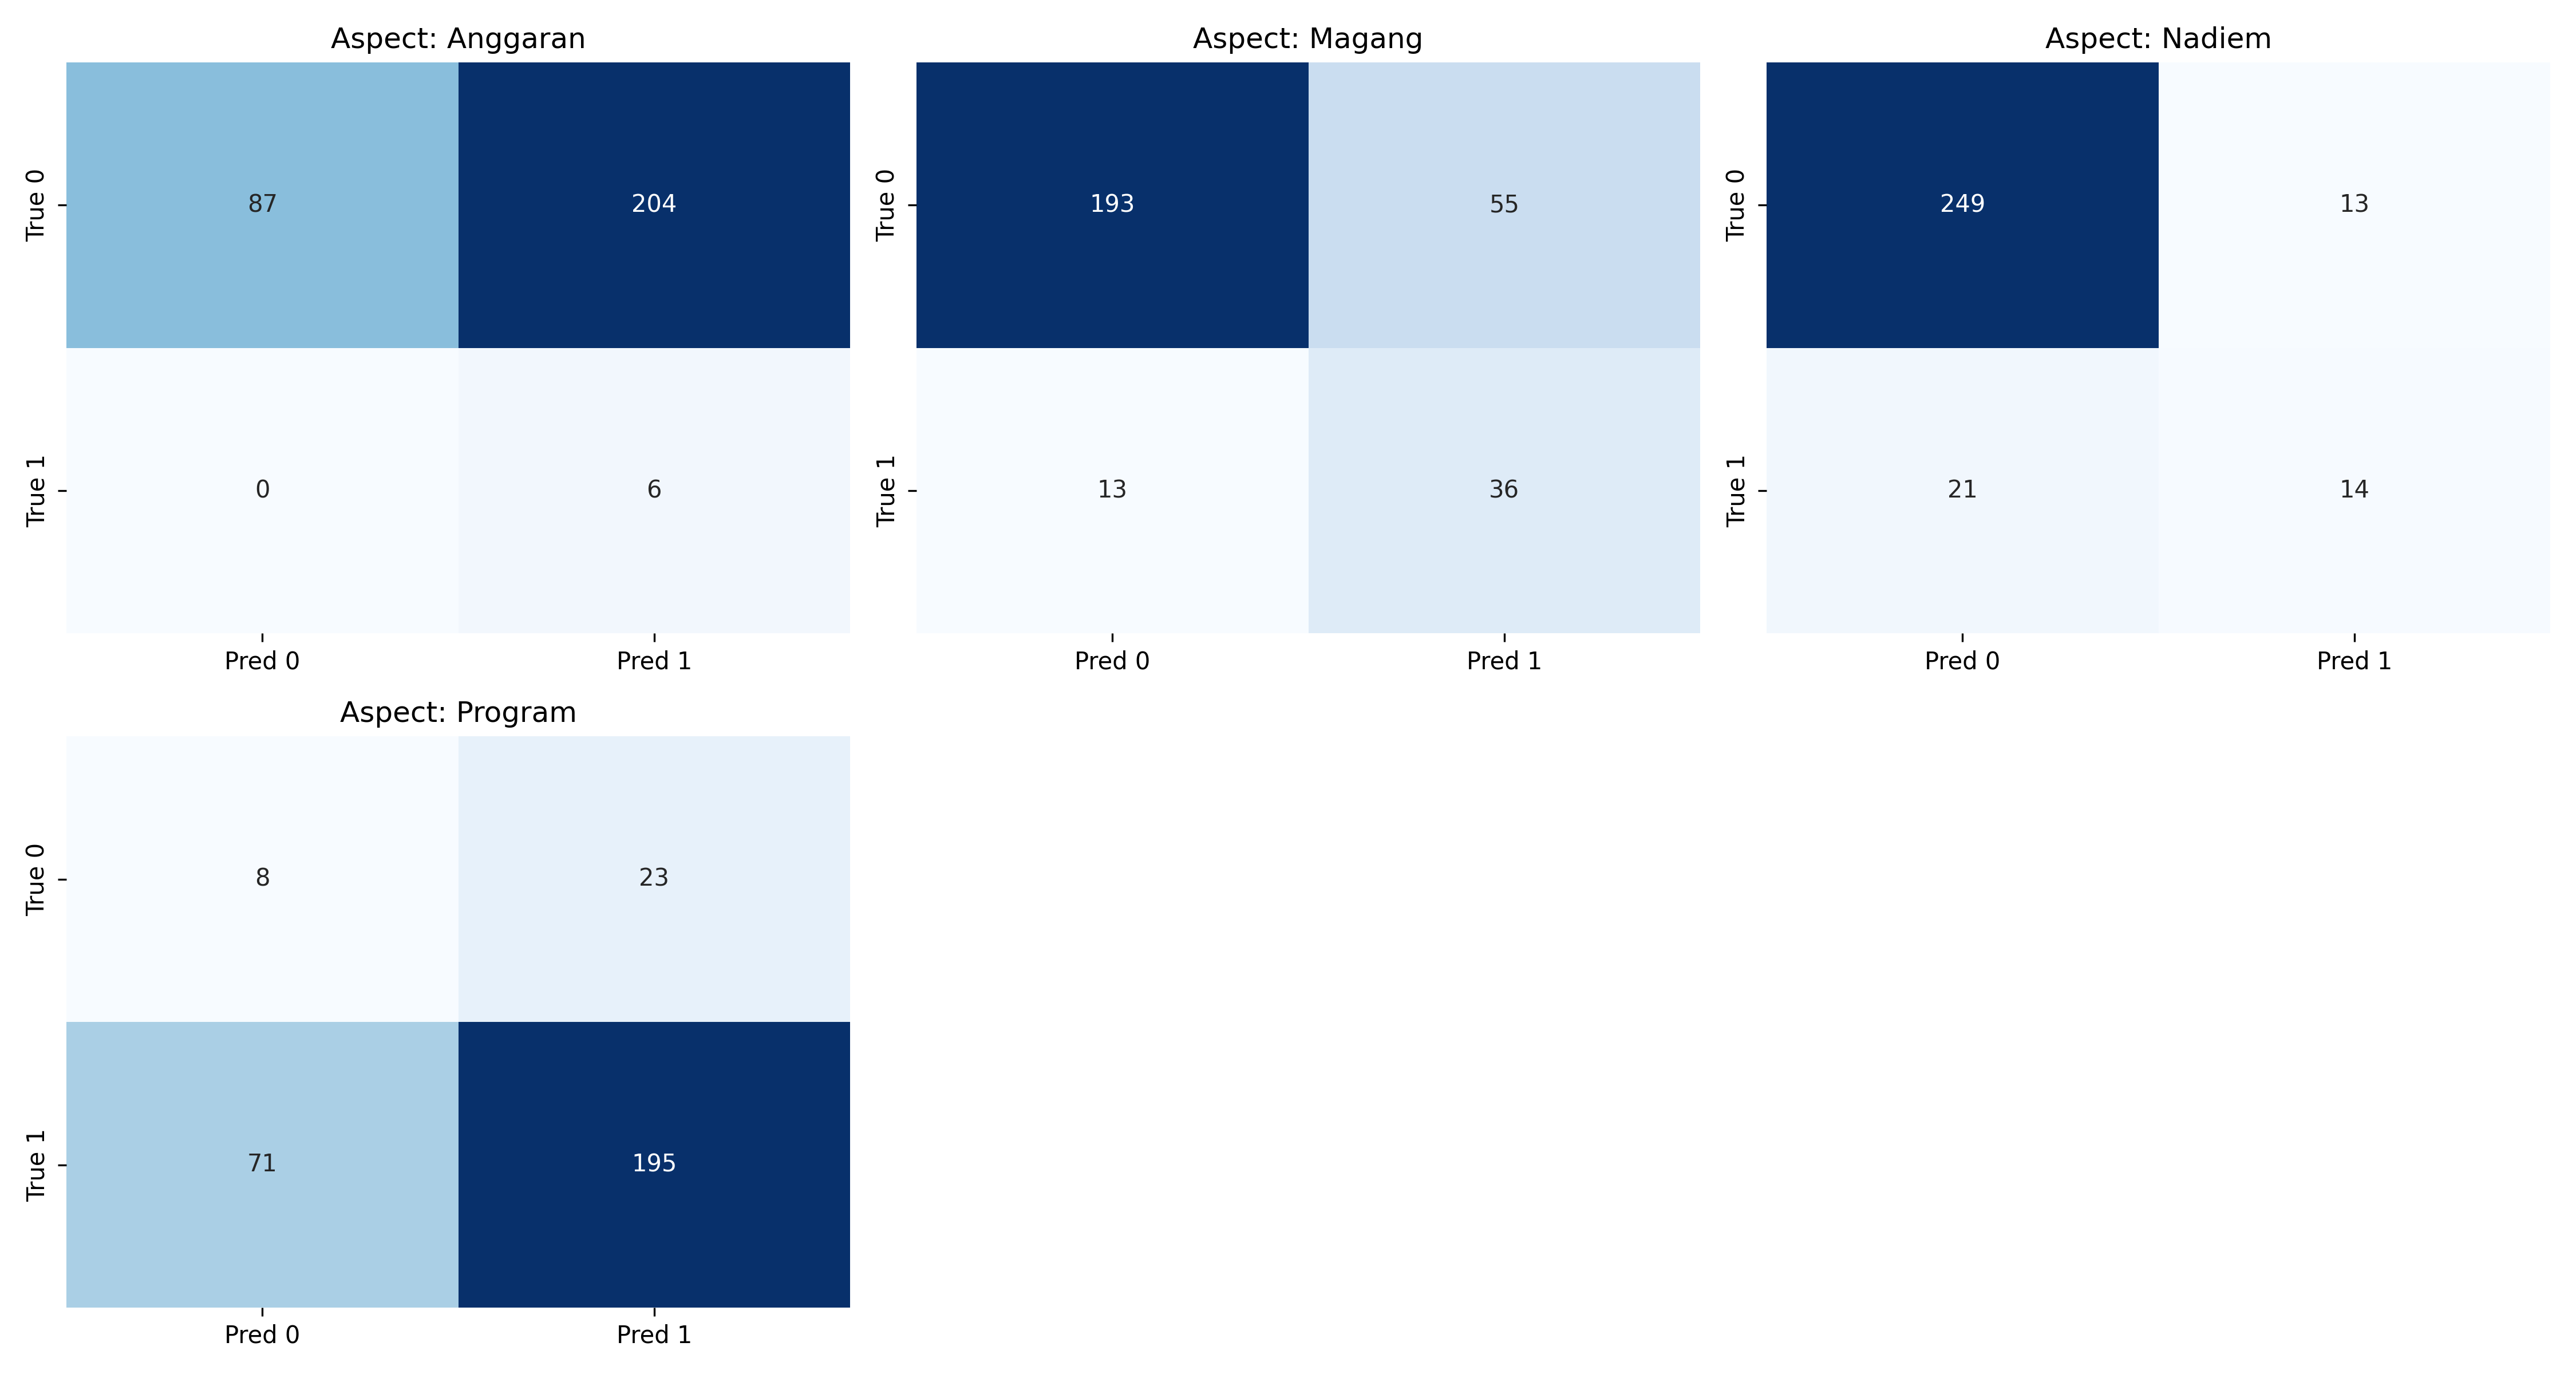 Aspect: Anggaran
True 0
87
204
True 1
0
6
Pred 0
Pred 1
Aspect: Magang
True 0
193
55
True 1
13
36
Pred 0
Pred 1
Aspect: Nadiem
True 0
249
13
True 1
21
14
Pred 0
Pred 1
Aspect: Program
True 0
8
23
True 1
71
195
Pred 0
Pred 1